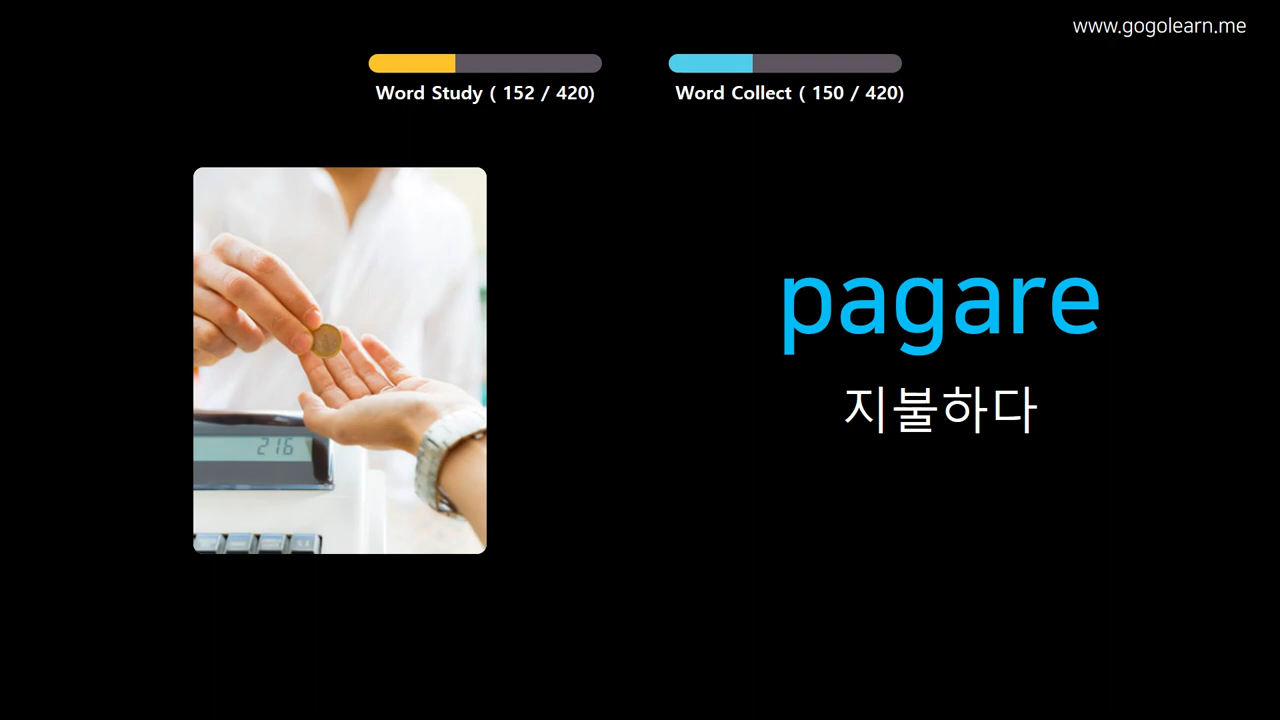 www.gogolearn.me
Word Study ( 152 / 420)
Word Collect ( 150 / 420)
216
pagare
지불하다